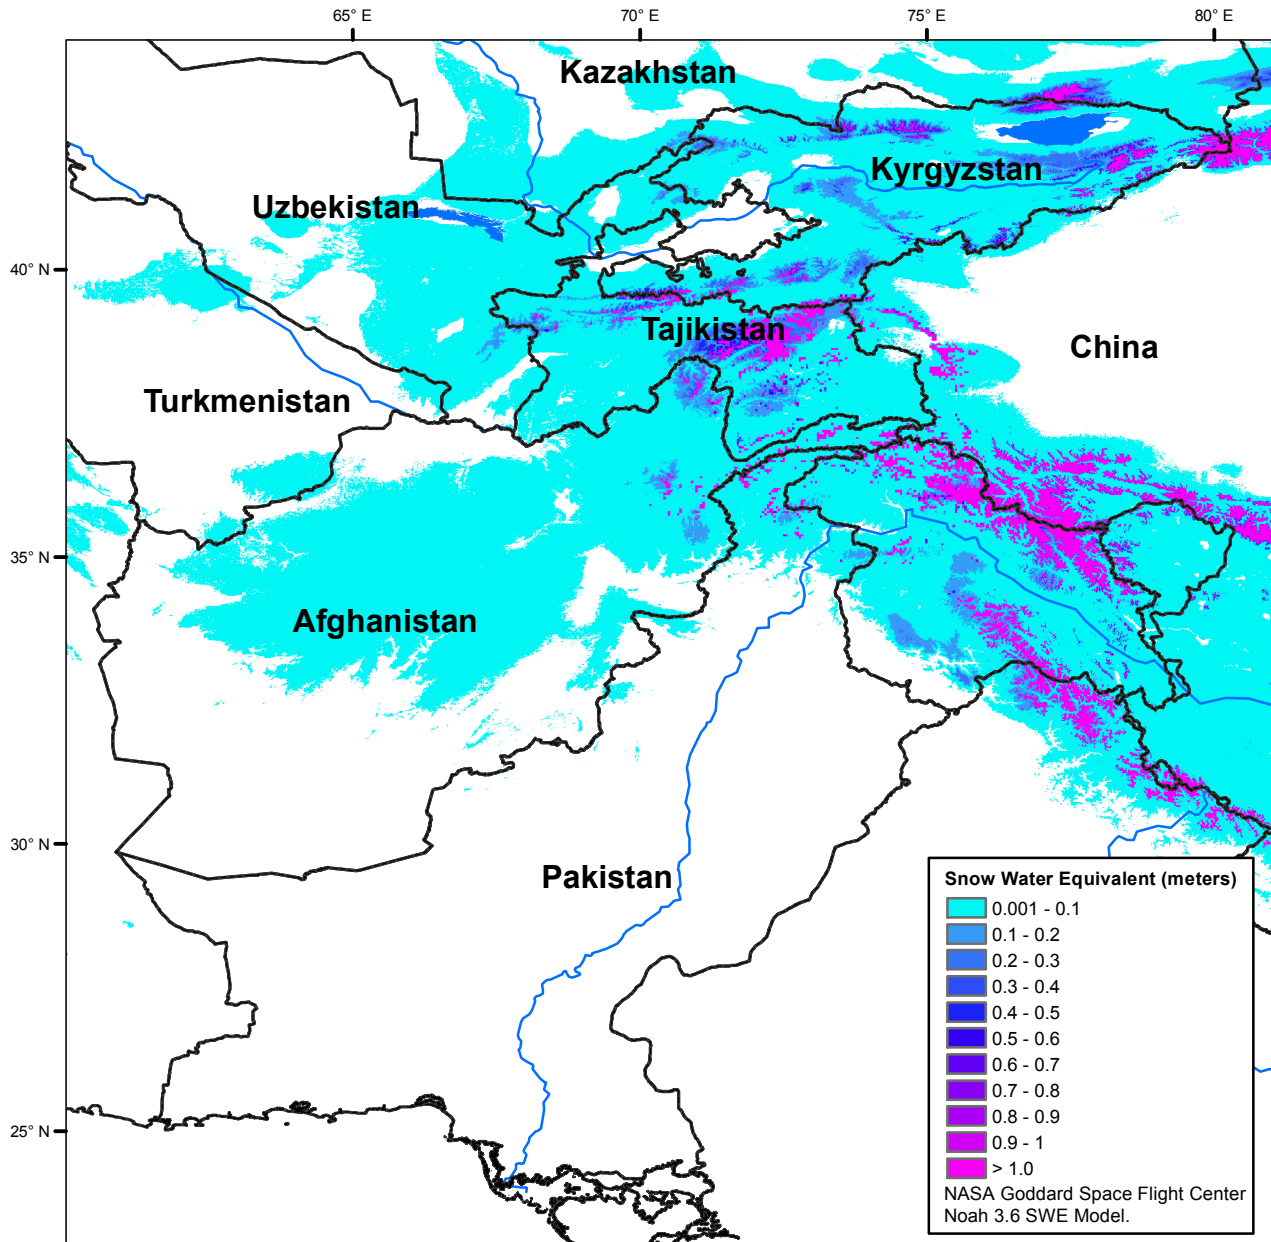 65° E
70° E
75° E
80° E
Kazakhstan
Kyrgyzstan
Uzbekistan
40° N
Tajikistan
China
Turkmenistan
35° N
Afghanistan
30° N
Pakistan
25° N
Snow Water Equivalent (meters)
0.001 - 0.1
0.1 - 0.2
0.2 - 0.3
0.3 - 0.4
0.4 - 0.5
0.5 - 0.6
0.6 - 0.7
0.7 - 0.8
0.8 - 0.9
0.9 - 1
> 1.0
NASA Goddard Space Flight Center
Noah 3.6 SWE Model.